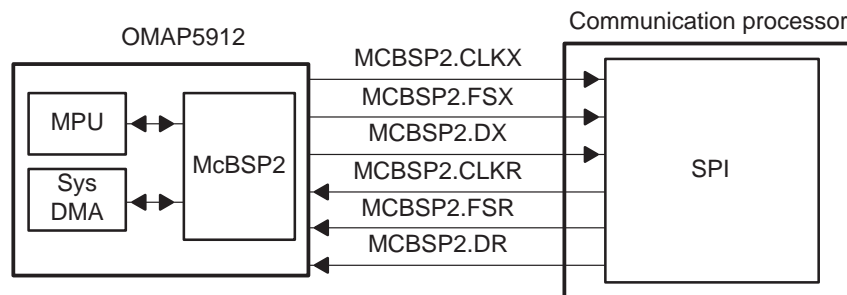 Communication processor
OMAP5912
MCBSP2.CLKX
MCBSP2.FSX
MPU
MCBSP2.DX
McBSP2
MCBSP2.CLKR
SPI
Sys
DMA
MCBSP2.FSR
MCBSP2.DR